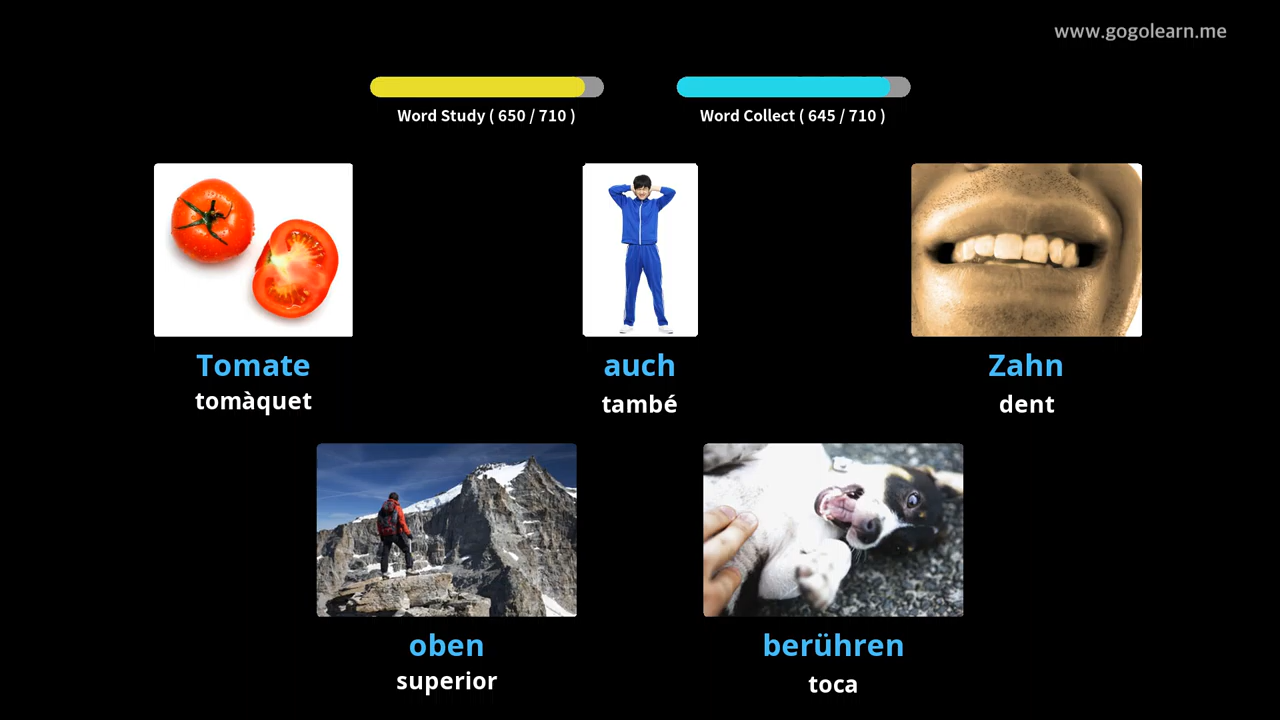 www.gogolearn.me
Word Study ( 650 / 710 )
Word Collect ( 645 / 710 )
Tomate
tomàquet
auch
també
Zahn
dent
oben
superior
berühren
toca